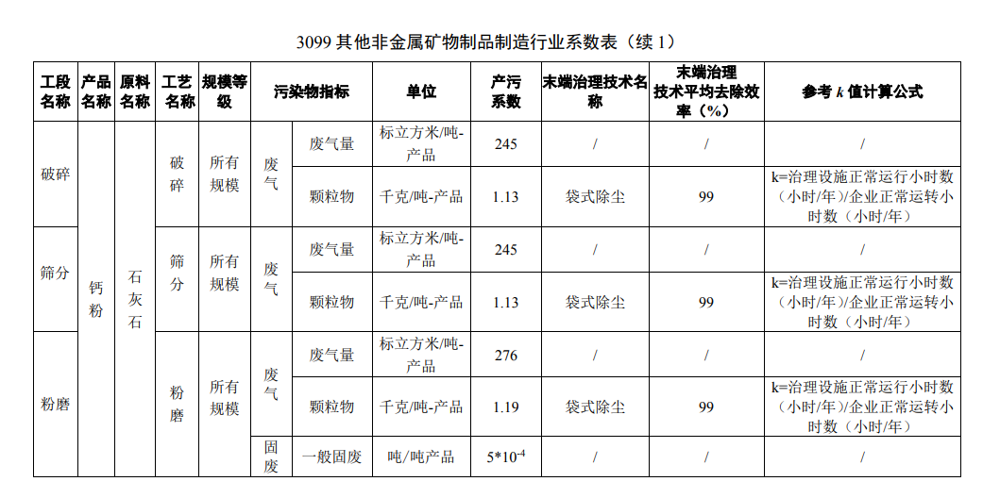 3099 其他非金属矿物制品制造行业系数表（续 1）
工段
名称
产品
名称
原料
名称
工艺
名称
规模等
级
污染物指标
单位
产污
系数
末端治理技术名
称
末端治理
技术平均去除效
率（%）
参考 k 值计算公式
破碎
钙
粉
石
灰
石
破
碎
所有
规模
废
气
废气量
标立方米/吨-
产品
245
/
/
/
颗粒物
千克/吨-产品
1.13
袋式除尘
99
k=治理设施正常运行小时数
（小时/年）/企业正常运转小
时数（小时/年）
筛分
筛
分
所有
规模
废
气
废气量
标立方米/吨-
产品
245
/
/
/
颗粒物
千克/吨-产品
1.13
袋式除尘
99
k=治理设施正常运行小时数
（小时/年）/企业正常运转小
时数（小时/年）
粉磨
粉
磨
所有
规模
废
气
废气量
标立方米/吨-
产品
276
/
/
/
颗粒物
千克/吨-产品
1.19
袋式除尘
99
k=治理设施正常运行小时数
（小时/年）/企业正常运转小
时数（小时/年）
固
废
一般固废
吨/吨产品
5*10-4
/
/
/